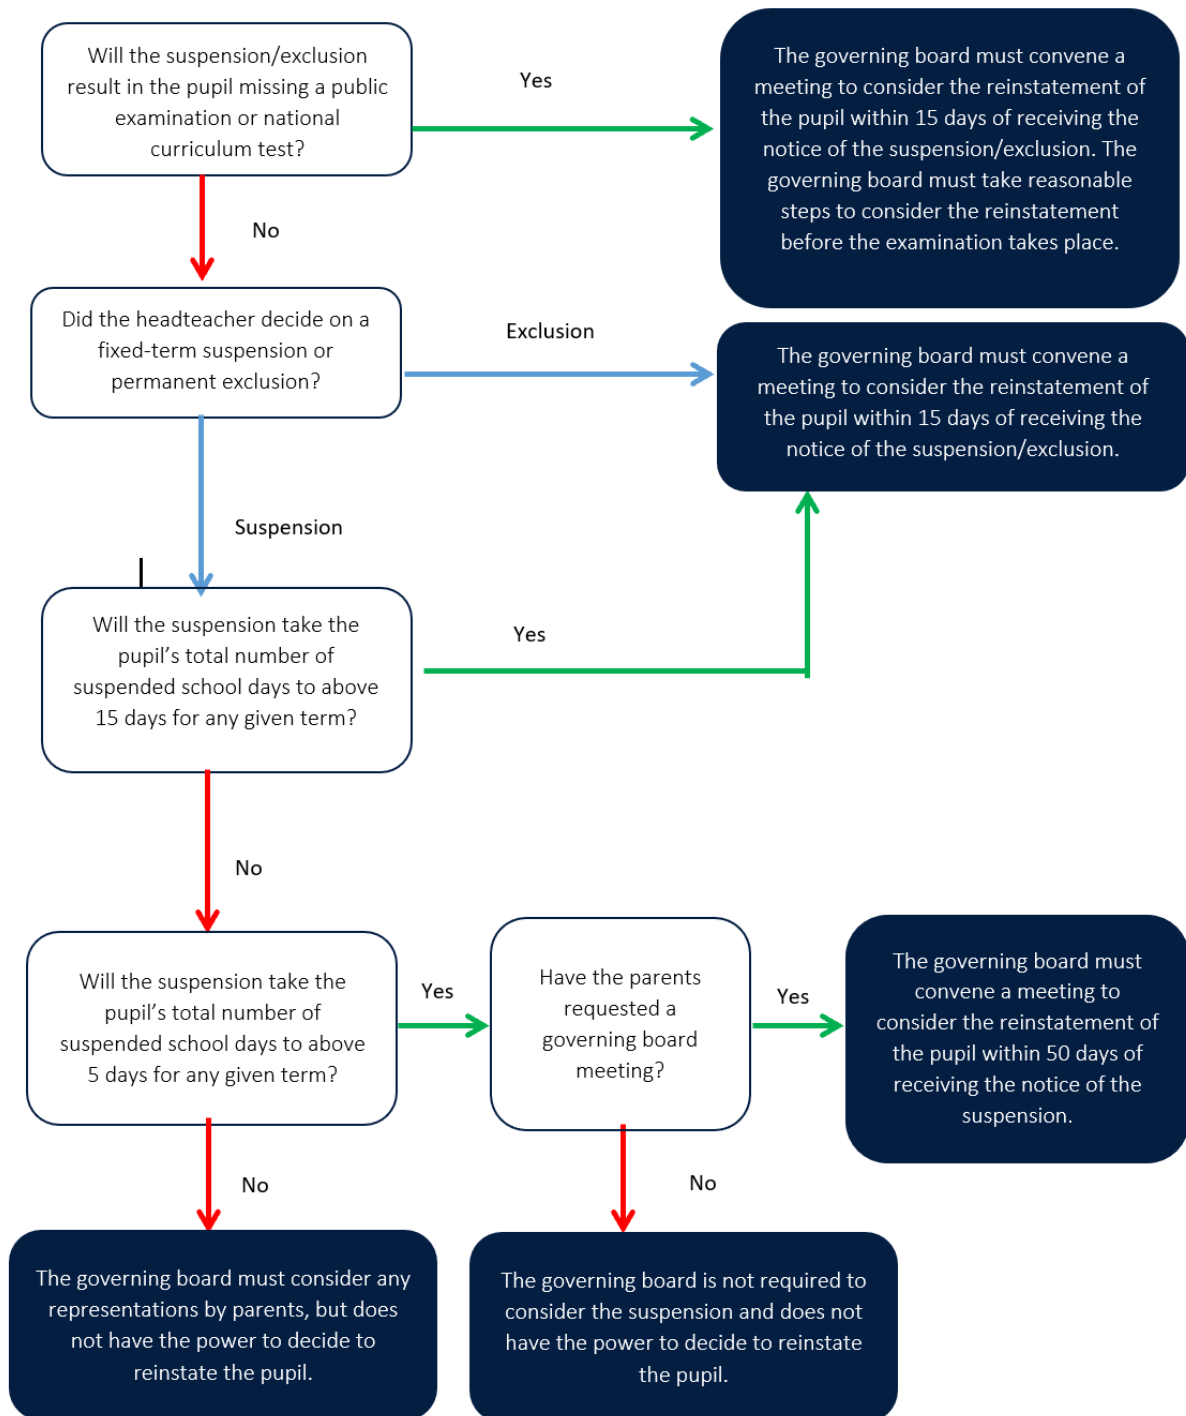 Will the suspension/exclusion
result in the pupil missing a public
examination or national
curriculum test?
Yes
The governing board must convene a
meeting to consider the reinstatement of
the pupil within 15 days of receiving the
notice of the suspension/exclusion. The
governing board must take reasonable
steps to consider the reinstatement
before the examination takes place.
No
Did the headteacher decide on a
fixed-term suspension or
permanent exclusion?
Exclusion
The governing board must convene a
meeting to consider the reinstatement of
the pupil within 15 days of receiving the
notice of the suspension/exclusion.
Suspension
Will the suspension take the
pupil’s total number of
suspended school days to above
15 days for any given term?
Yes
No
Will the suspension take the
pupil’s total number of
suspended school days to above
5 days for any given term?
Yes
Have the parents
requested a
governing board
meeting?
Yes
The governing board must
convene a meeting to
consider the reinstatement of
the pupil within 50 days of
receiving the notice of the
suspension.
No
No
The governing board must consider any
representations by parents, but does
not have the power to decide to
reinstate the pupil.
The governing board is not required to
consider the suspension and does not
have the power to decide to reinstate
the pupil.